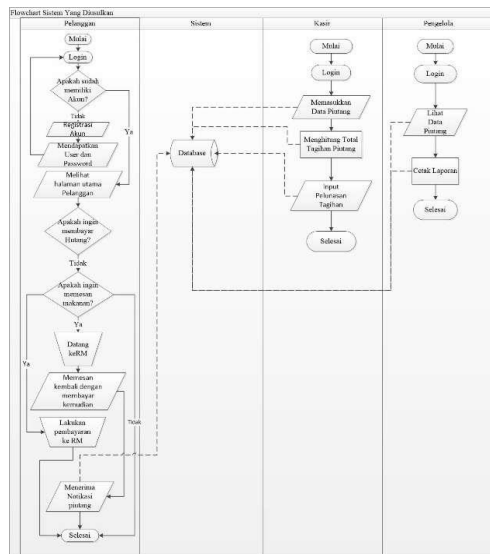 Flowchart Sistem Yang Diusulkan
Pelanggan
Sistem
Kasir
Pengelola
Mulai
Login
Apakah sudah
memiliki
Akun?
Tidak
Ya
Registrasi
Akun
Mendapatkan
User dan
Password
Melihat
halaman utama
Pelanggan
Apakah ingin
membayar
Hutang?
Tidak
Apakah ingin
memesan
makanan?
Ya
Ya
Datang
keRM
Memesan
kembali dengan
membayar
kemudian
Tidak
Lakukan
pembayaran
ke RM
Menerima
Notikasi
piutang
Selesai
Database
Mulai
Login
Memasukkan
Data Piutang
Menghitung Total
Tagihan Piutang
Input
Pelunasan
Tagihan
Selesai
Mulai
Login
Lihat
Data
Piutang
Cetak Laporan
Selesai